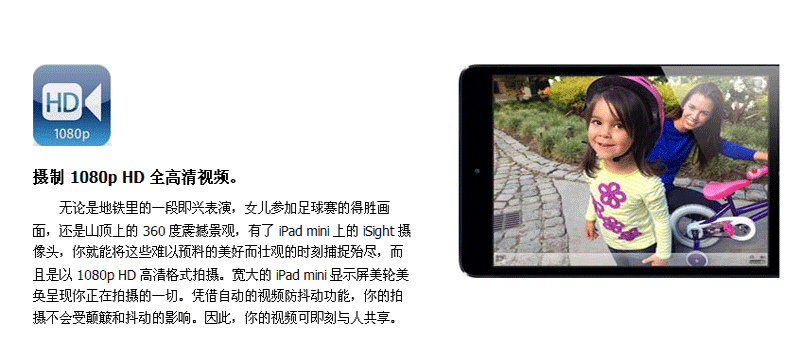 HD
1080p
摄制 1080p HD 全高清视频。
无论是地铁里的一段即兴表演，女儿参加足球赛的得胜画
面，还是山顶上的 360 度震撼景观，有了 iPad mini 上的 iSight 摄
像头，你就能将这些难以预料的美好而壮观的时刻捕捉殆尽，而
且是以 1080p HD 高清格式拍摄。宽大的 iPad mini 显示屏美轮美
奂呈现你正在拍摄的一切。凭借自动的视频防抖动功能，你的拍
摄不会受颠簸和抖动的影响。因此，你的视频可即刻与人共享。